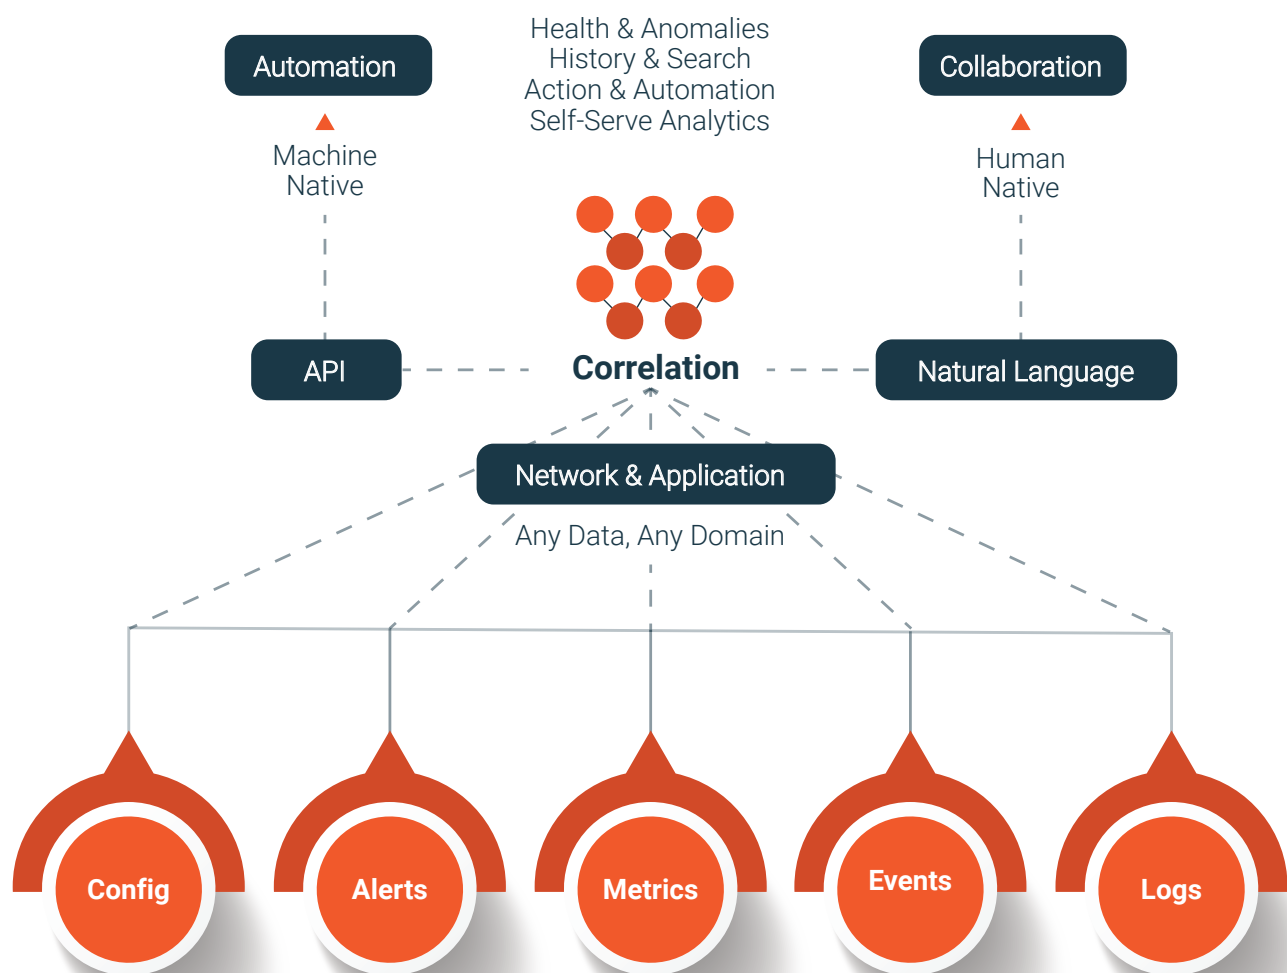 Health & Anomalies
History & Search
Action & Automation
Self-Serve Analytics
Automation
Collaboration
Machine
Native
Human
Native
API
Correlation
Natural Language
Network & Application
Any Data, Any Domain
Config
Alerts
Metrics
Events
Logs